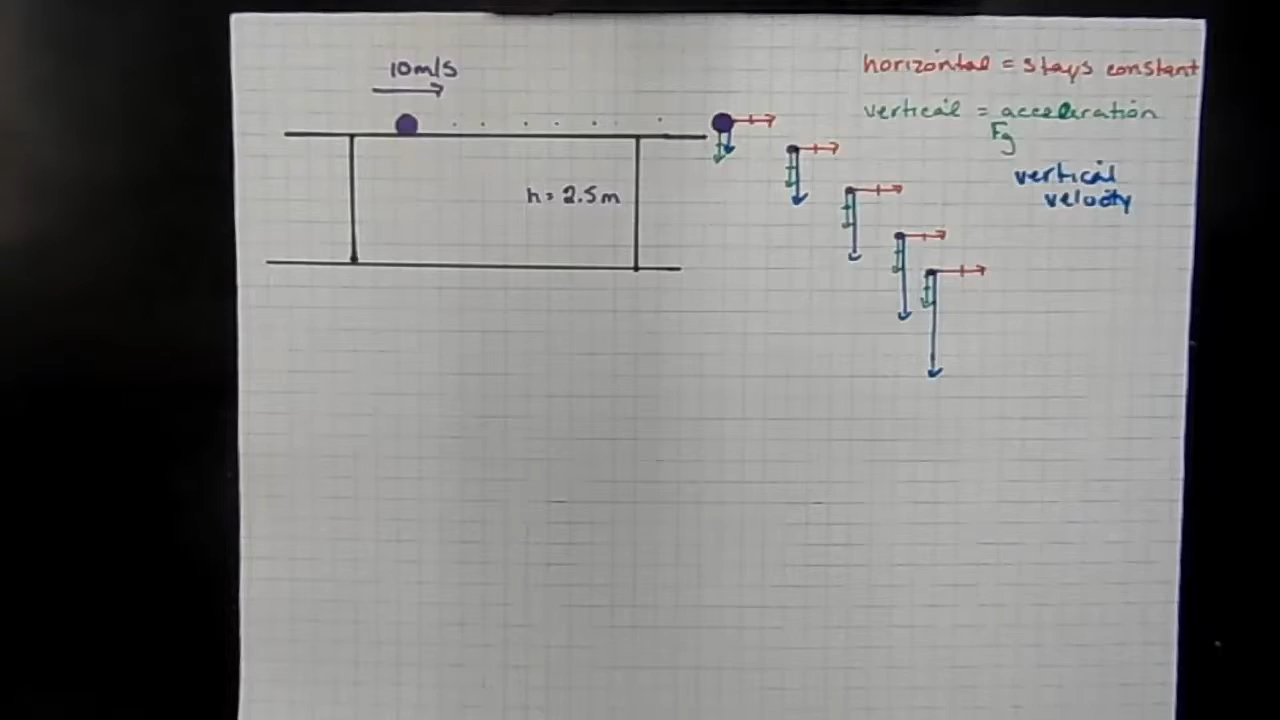 10m/s
horizontal = stays constant
vertical = acceleration
Fg
vertical
velocity
h = 2.5m